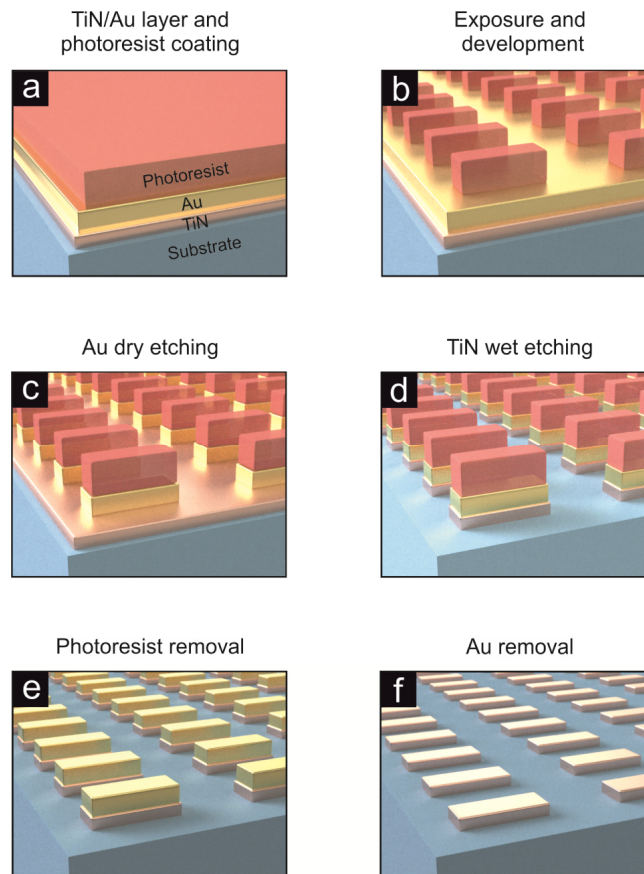 TiN/Au layer and
photoresist coating
Exposure and
development
a
Photoresist
Au
TiN
Substrate
b
Au dry etching
TiN wet etching
c
d
Photoresist removal
Au removal
e
f